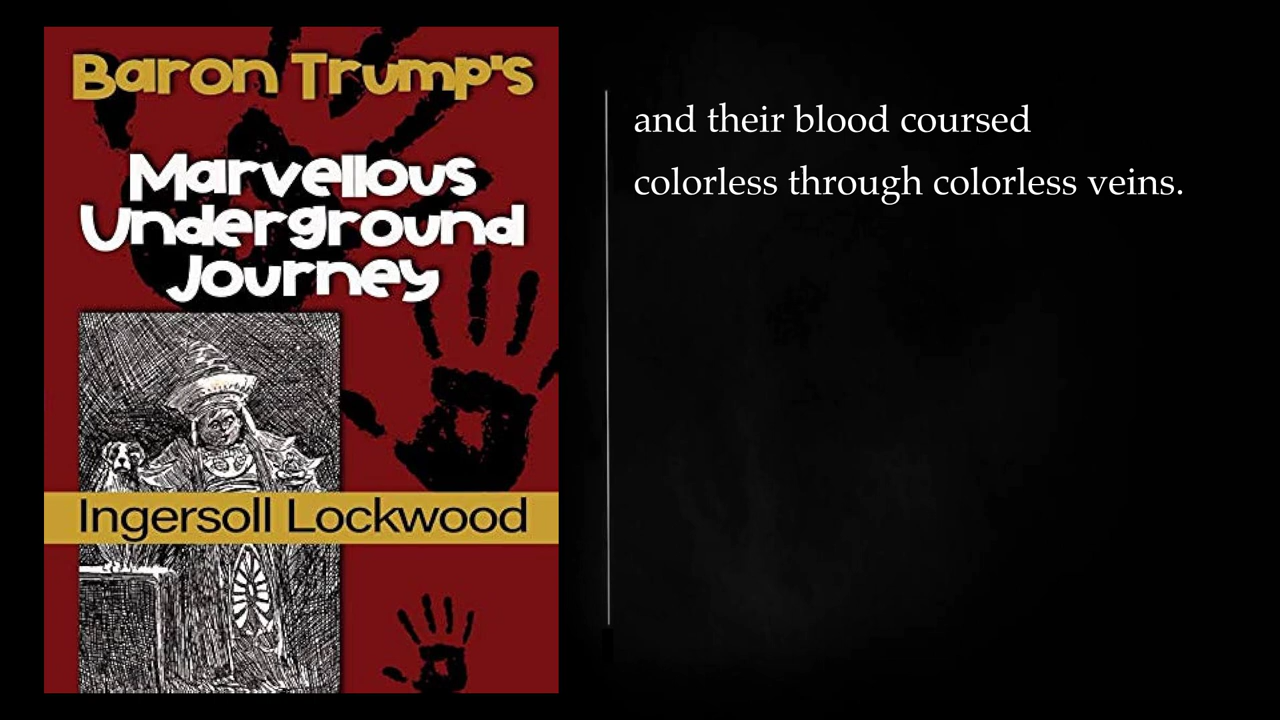 Baron Trump's
Marvellous
Underground
Journey
Ingersoll Lockwood
and their blood coursed
colorless through colorless veins.